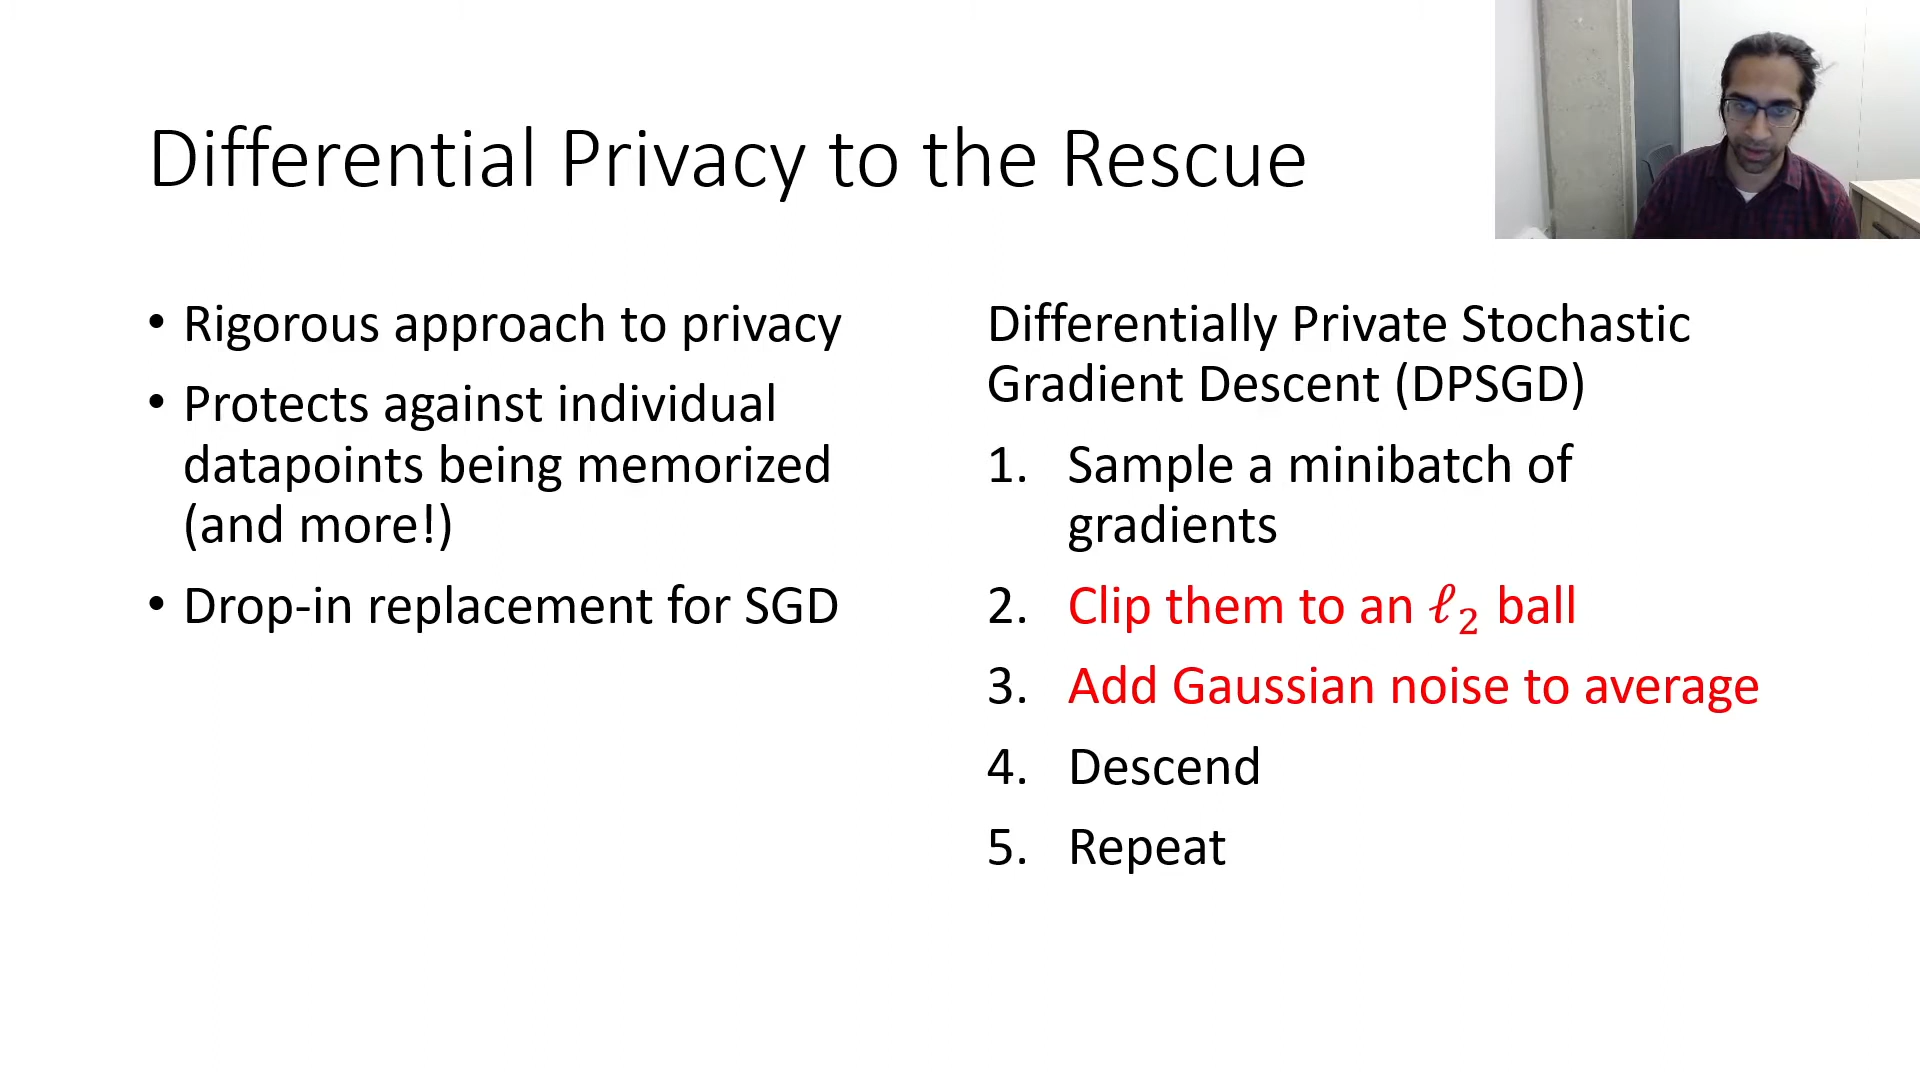 Differential Privacy to the Rescue
• Rigorous approach to privacy
• Protects against individual
datapoints being memorized
(and more!)
• Drop-in replacement for SGD
Differentially Private Stochastic
Gradient Descent (DPSGD)
1. Sample a minibatch of
gradients
2. Clip them to an ℓ₂ ball
3. Add Gaussian noise to average
4. Descend
5. Repeat